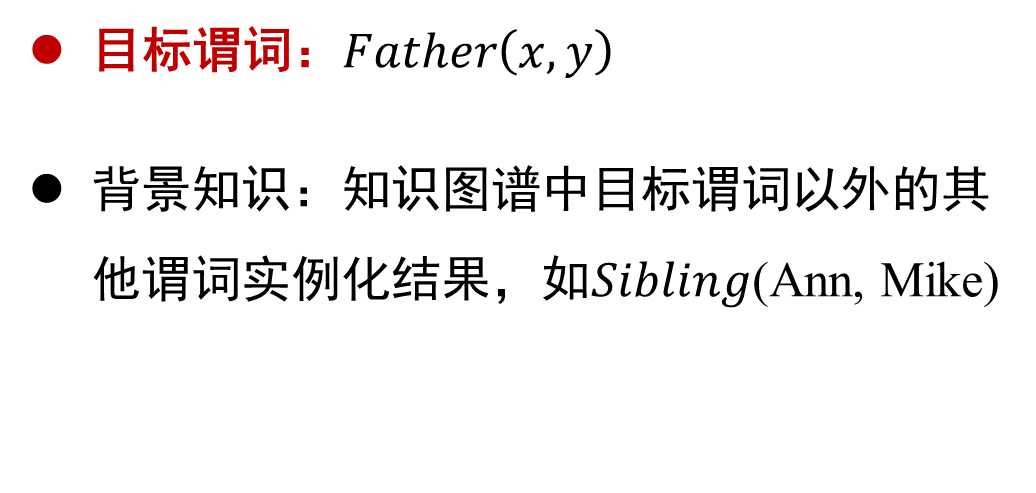 ● 目标谓词：Father(x, y)
● 背景知识：知识图谱中目标谓词以外的其
他谓词实例化结果，如Sibling(Ann, Mike)